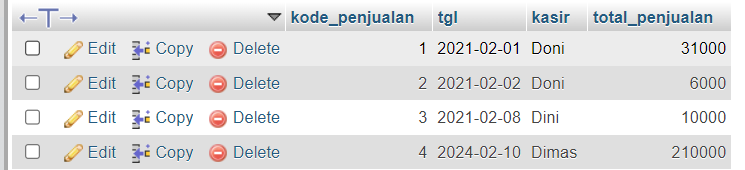 kode_penjualan tgl kasir total_penjualan
Edit Copy Delete 1 2021-02-01 Doni 31000
Edit Copy Delete 2 2021-02-02 Doni 6000
Edit Copy Delete 3 2021-02-08 Dini 10000
Edit Copy Delete 4 2024-02-10 Dimas 210000